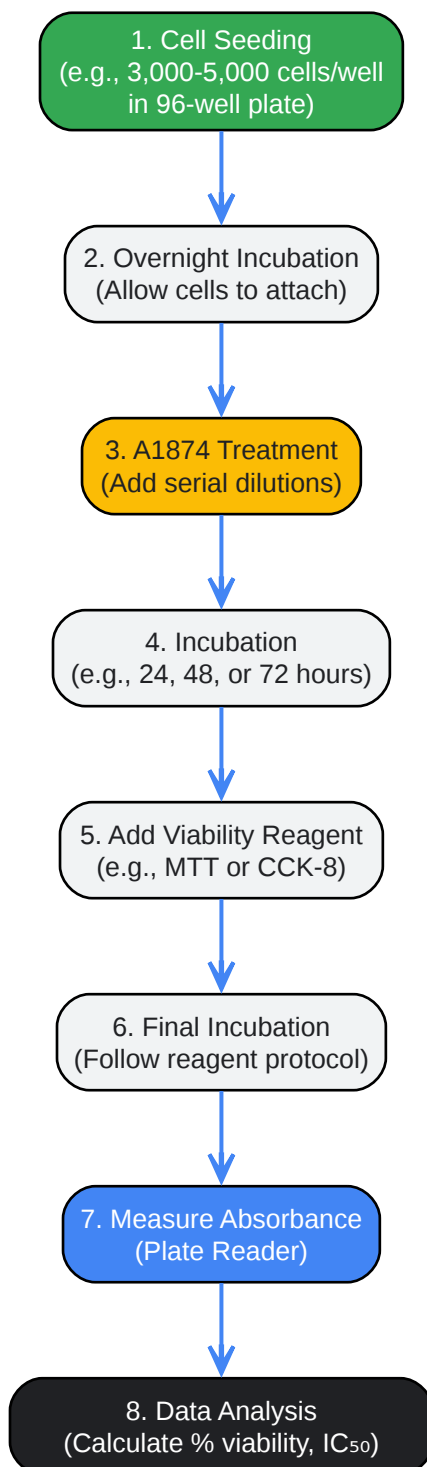 1. Cell Seeding
(e.g., 3,000-5,000 cells/well
in 96-well plate)
2. Overnight Incubation
(Allow cells to attach)
3. A1874 Treatment
(Add serial dilutions)
4. Incubation
(e.g., 24, 48, or 72 hours)
5. Add Viability Reagent
(e.g., MTT or CCK-8)
6. Final Incubation
(Follow reagent protocol)
7. Measure Absorbance
(Plate Reader)
8. Data Analysis
(Calculate % viability, IC₅₀)